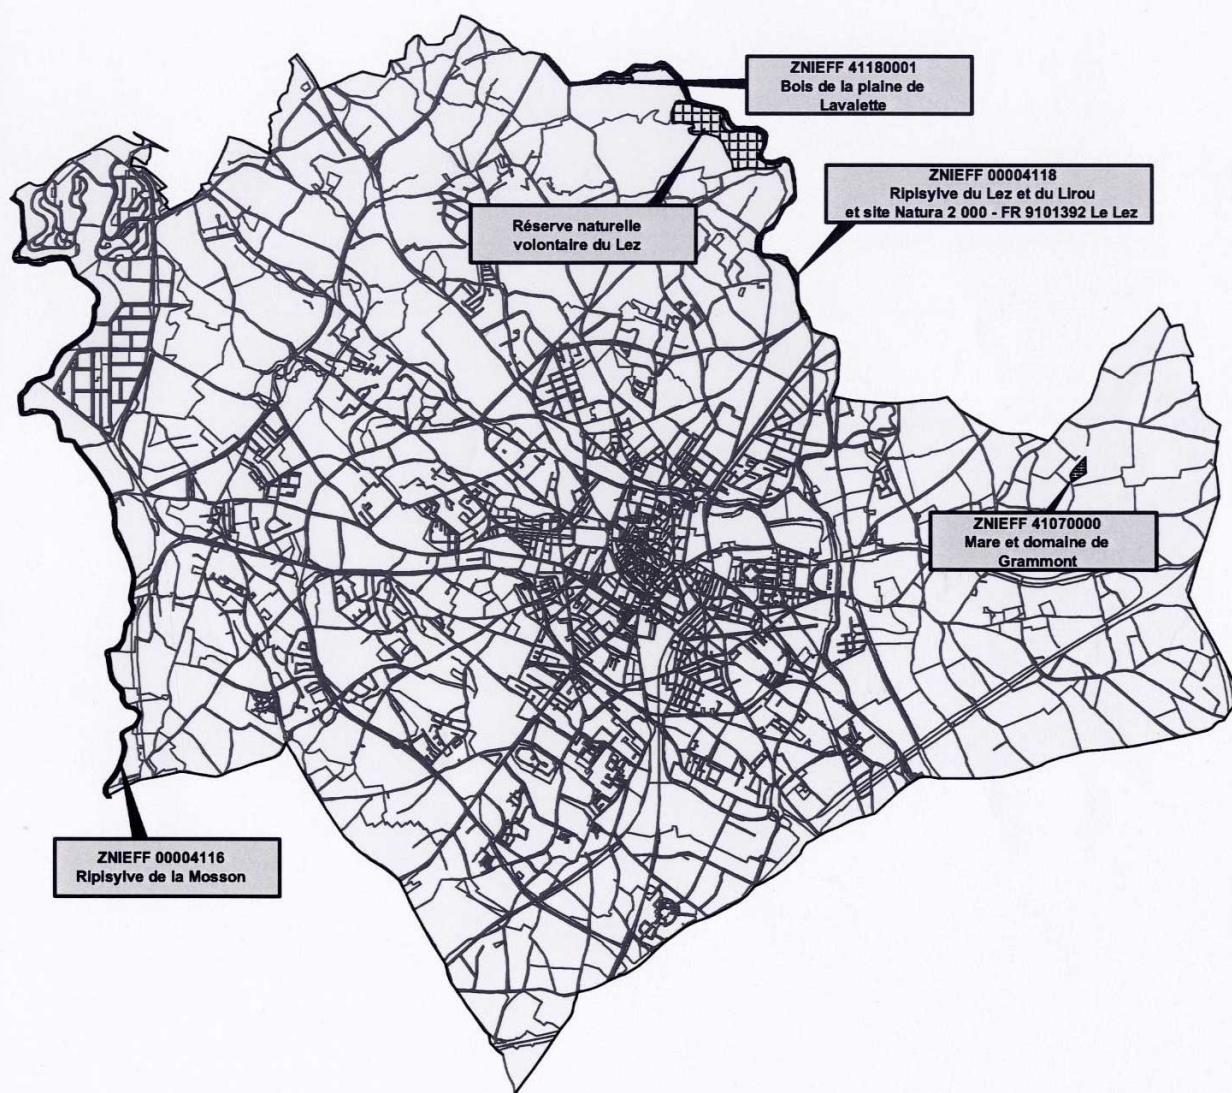 ZNIEFF 41180001
Bois de la plaine de
Lavalette
ZNIEFF 00004118
Ripisylve du Lez et du Lirou
et site Natura 2 000 - FR 9101392 Le Lez
Réserve naturelle
volontaire du Lez
ZNIEFF 41070000
Mare et domaine de
Grammont
ZNIEFF 00004116
Ripisylve de la Mosson